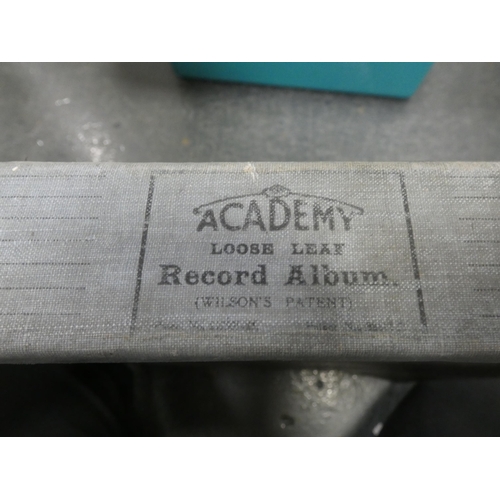 ACADEMY
LOOSE LEAF
Record Album.
(WILSON'S PATENT)